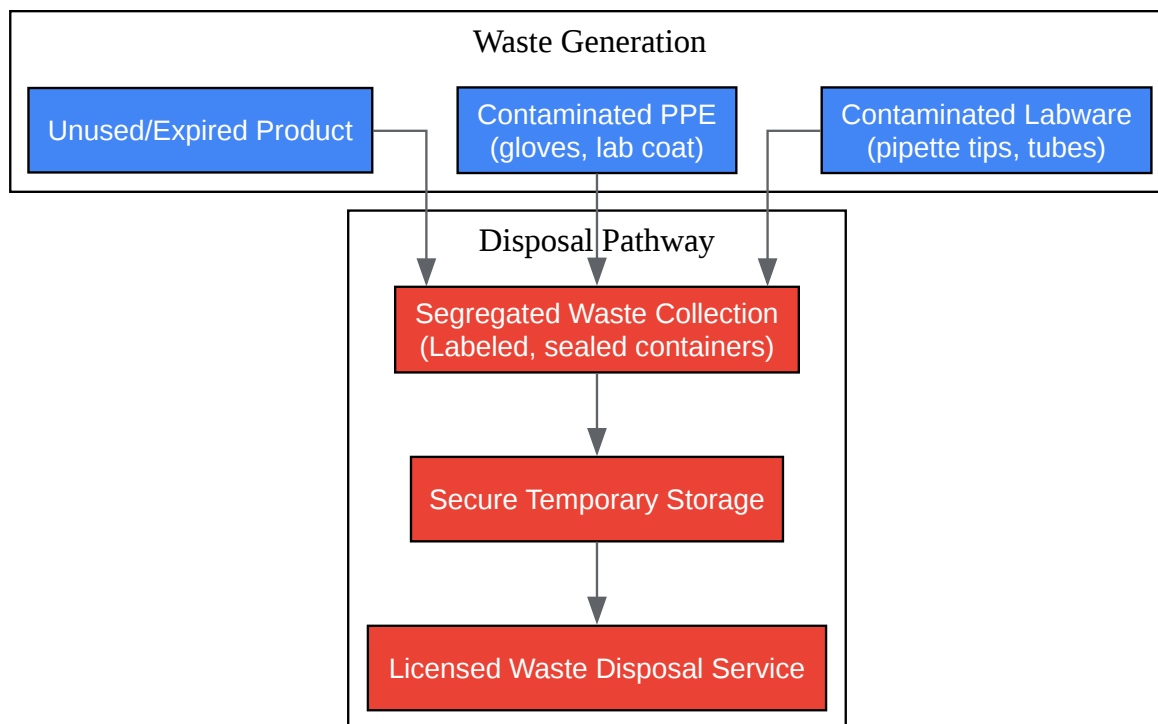 Waste Generation
Unused/Expired Product
Contaminated PPE
(gloves, lab coat)
Contaminated Labware
(pipette tips, tubes)
Disposal Pathway
Segregated Waste Collection
(Labeled, sealed containers)
Secure Temporary Storage
Licensed Waste Disposal Service